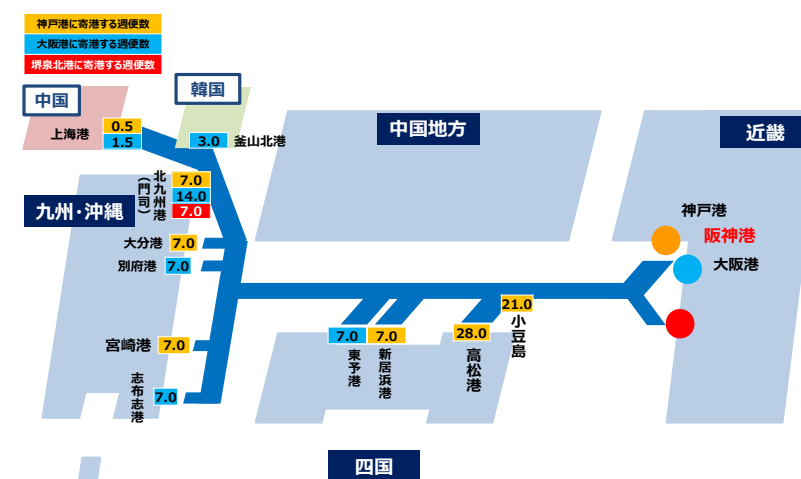 神戸港に寄港する週便数
大阪港に寄港する週便数
堺泉北港に寄港する週便数
中国
韓国
上海港
0.5
1.5
3.0
釜山北港
中国地方
近畿
北九州港
（門司）
7.0
14.0
7.0
九州・沖縄
大分港
7.0
別府港
7.0
宮崎港
7.0
志布志港
7.0
神戸港
阪神港
大阪港
7.0
東予港
7.0
新居浜港
28.0
高松港
21.0
小豆島
四国